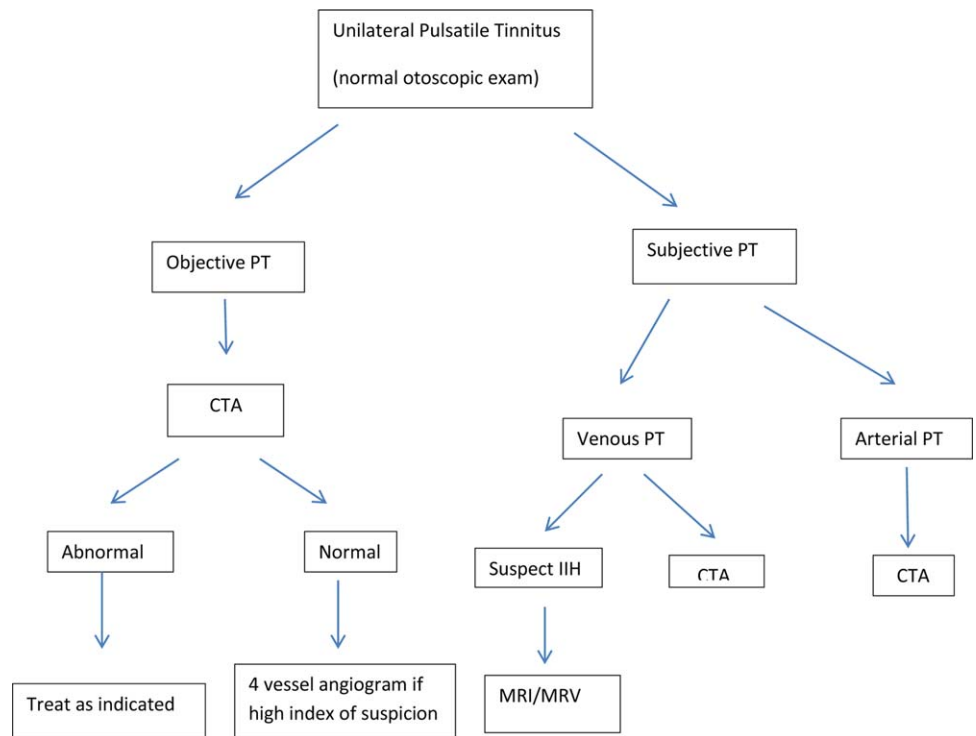 Unilateral Pulsatile Tinnitus
(normal otoscopic exam)
Objective PT
Subjective PT
CTA
Venous PT
Arterial PT
Abnormal
Normal
Suspect IIH
CTA
CTA
Treat as indicated
4 vessel angiogram if
high index of suspicion
MRI/MRV